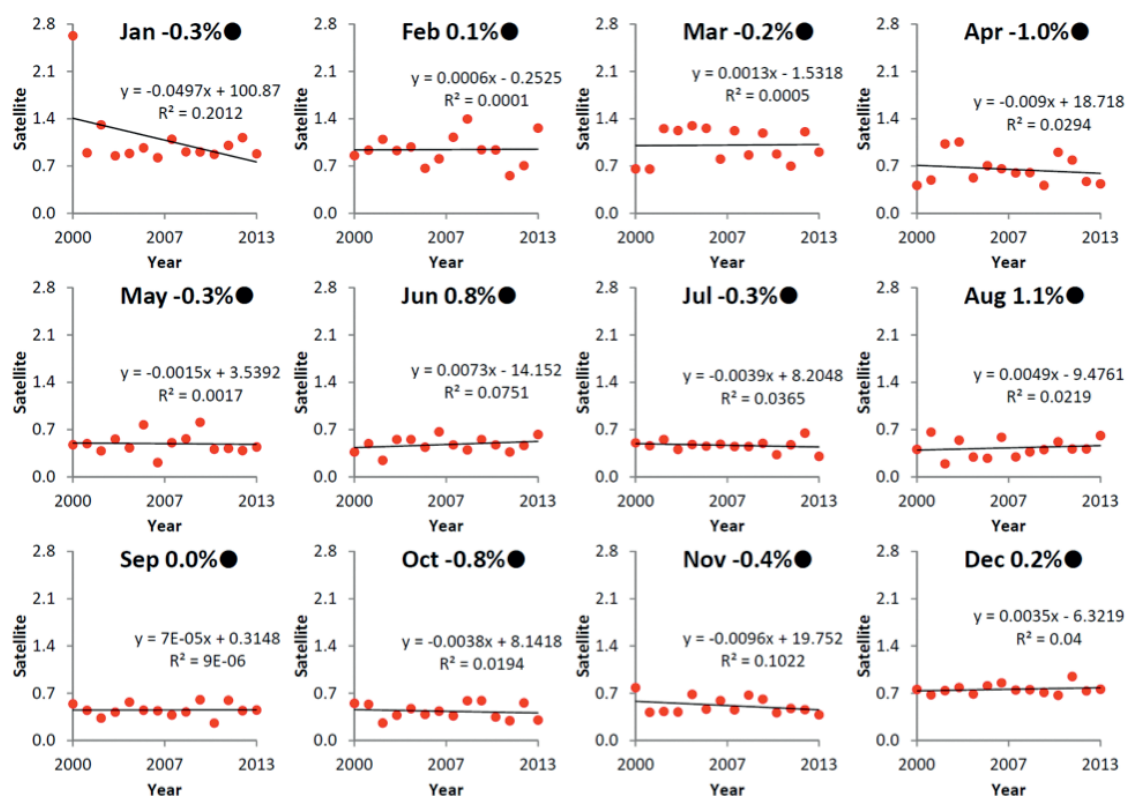 Jan -0.3%●
Satellite
2.8
2.1
1.4
0.7
0.0
y = -0.0497x + 100.87
R² = 0.2012
2000 2007 2013
Year
Feb 0.1%●
Satellite
2.8
2.1
1.4
0.7
0.0
y = 0.0006x - 0.2525
R² = 0.0001
2000 2007 2013
Year
Mar -0.2%●
Satellite
2.8
2.1
1.4
0.7
0.0
y = 0.0013x - 1.5318
R² = 0.0005
2000 2007 2013
Year
Apr -1.0%●
Satellite
2.8
2.1
1.4
0.7
0.0
y = -0.009x + 18.718
R² = 0.0294
2000 2007 2013
Year
May -0.3%●
Satellite
2.8
2.1
1.4
0.7
0.0
y = -0.0015x + 3.5392
R² = 0.0017
2000 2007 2013
Year
Jun 0.8%●
Satellite
2.8
2.1
1.4
0.7
0.0
y = 0.0073x - 14.152
R² = 0.0751
2000 2007 2013
Year
Jul -0.3%●
Satellite
2.8
2.1
1.4
0.7
0.0
y = -0.0039x + 8.2048
R² = 0.0365
2000 2007 2013
Year
Aug 1.1%●
Satellite
2.8
2.1
1.4
0.7
0.0
y = 0.0049x - 9.4761
R² = 0.0219
2000 2007 2013
Year
Sep 0.0%●
Satellite
2.8
2.1
1.4
0.7
0.0
y = 7E-05x + 0.3148
R² = 9E-06
2000 2007 2013
Year
Oct -0.8%●
Satellite
2.8
2.1
1.4
0.7
0.0
y = -0.0038x + 8.1418
R² = 0.0194
2000 2007 2013
Year
Nov -0.4%●
Satellite
2.8
2.1
1.4
0.7
0.0
y = -0.0096x + 19.752
R² = 0.1022
2000 2007 2013
Year
Dec 0.2%●
Satellite
2.8
2.1
1.4
0.7
0.0
y = 0.0035x - 6.3219
R² = 0.04
2000 2007 2013
Year